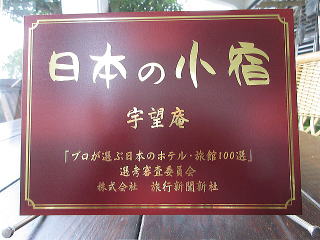 日本の小宿
宇望庵
『プロが選ぶ日本のホテル・旅館100選』
選考審査委員会
株式会社 旅行新聞新社